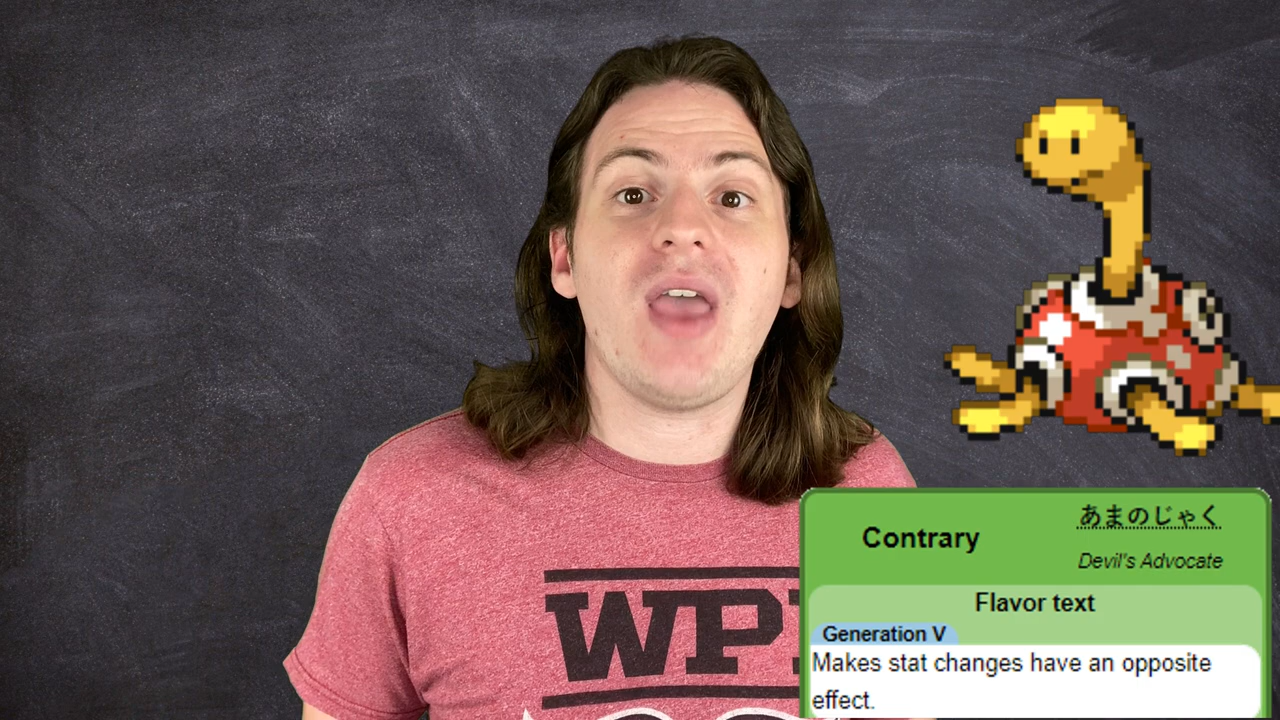 WPI
Contrary
あまのじゃく
Devil's Advocate
Flavor text
Generation V
Makes stat changes have an opposite
effect.